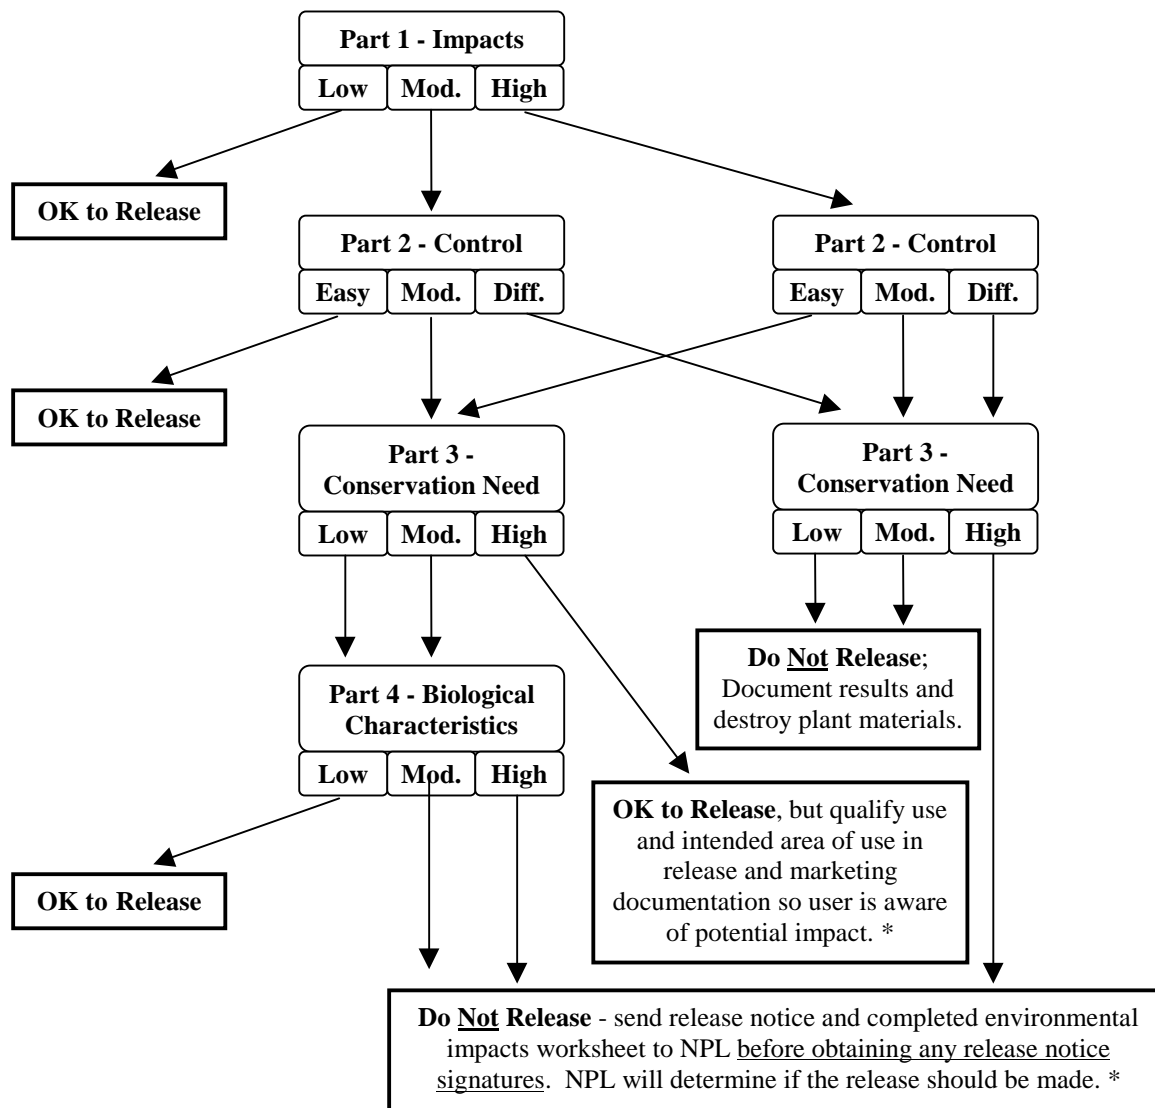 Part 1 - Impacts
Low Mod. High
OK to Release
Part 2 - Control
Easy Mod. Diff.
Part 2 - Control
Easy Mod. Diff.
OK to Release
Part 3 -
Conservation Need
Low Mod. High
Part 3 -
Conservation Need
Low Mod. High
Do Not Release;
Document results and
destroy plant materials.
Part 4 - Biological
Characteristics
Low Mod. High
OK to Release, but qualify use
and intended area of use in
release and marketing
documentation so user is aware
of potential impact. *
OK to Release
Do Not Release - send release notice and completed environmental
impacts worksheet to NPL before obtaining any release notice
signatures. NPL will determine if the release should be made. *